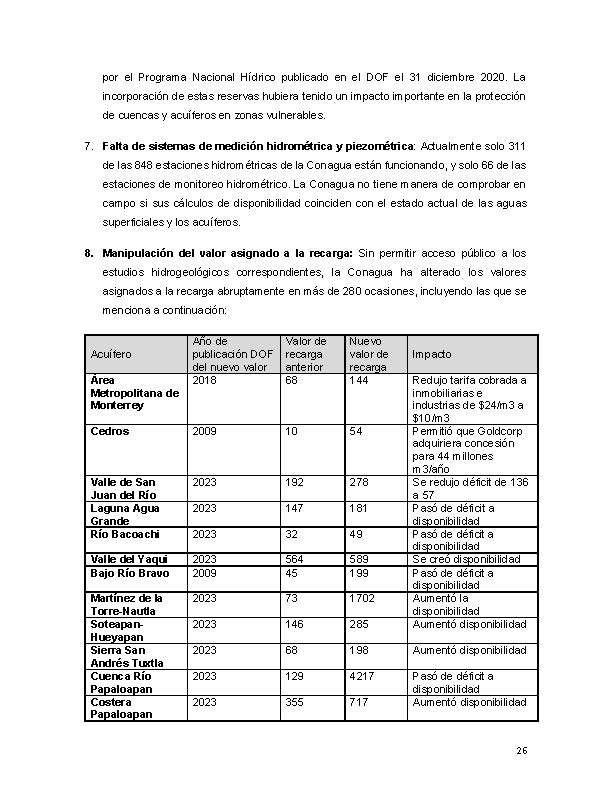 por el Programa Nacional Hídrico publicado en el DOF el 31 diciembre 2020. La
incorporación de estas reservas hubiera tenido un impacto importante en la protección
de cuencas y acuíferos en zonas vulnerables.
7. Falta de sistemas de medición hidrométrica y piezométrica: Actualmente solo 311
de las 848 estaciones hidrométricas de la Conagua están funcionando, y solo 66 de las
estaciones de monitoreo hidrométrico. La Conagua no tiene manera de comprobar en
campo si sus cálculos de disponibilidad coinciden con el estado actual de las aguas
superficiales y los acuíferos.
8. Manipulación del valor asignado a la recarga: Sin permitir acceso público a los
estudios hidrogeológicos correspondientes, la Conagua ha alterado los valores
asignados a la recarga abruptamente en más de 280 ocasiones, incluyendo las que se
menciona a continuación:
Acuífero
Año de
publicación DOF
del nuevo valor
Valor de
recarga
anterior
Nuevo
valor de
recarga
Impacto
Área
Metropolitana de
Monterrey
2018
68
144
Redujo tarifa cobrada a
inmobiliarias e
industrias de $24/m3 a
$10/m3
Cedros
2009
10
54
Permitió que Goldcorp
adquiriera concesión
para 44 millones
m3/año
Valle de San
Juan del Río
2023
192
278
Se redujo déficit de 136
a 57
Laguna Agua
Grande
2023
147
181
Pasó de déficit a
disponibilidad
Río Bacoachi
2023
32
49
Pasó de déficit a
disponibilidad
Valle del Yaqui
2023
564
589
Se creó disponibilidad
Bajo Río Bravo
2009
45
199
Pasó de déficit a
disponibilidad
Martínez de la
Torre-Nautla
2023
73
1702
Aumentó la
disponibilidad
Soteapan-
Hueyapan
2023
146
285
Aumentó disponibilidad
Sierra San
Andrés Tuxtla
2023
68
198
Aumentó disponibilidad
Cuenca Río
Papaloapan
2023
129
4217
Pasó de déficit a
disponibilidad
Costera
Papaloapan
2023
355
717
Aumentó disponibilidad
26